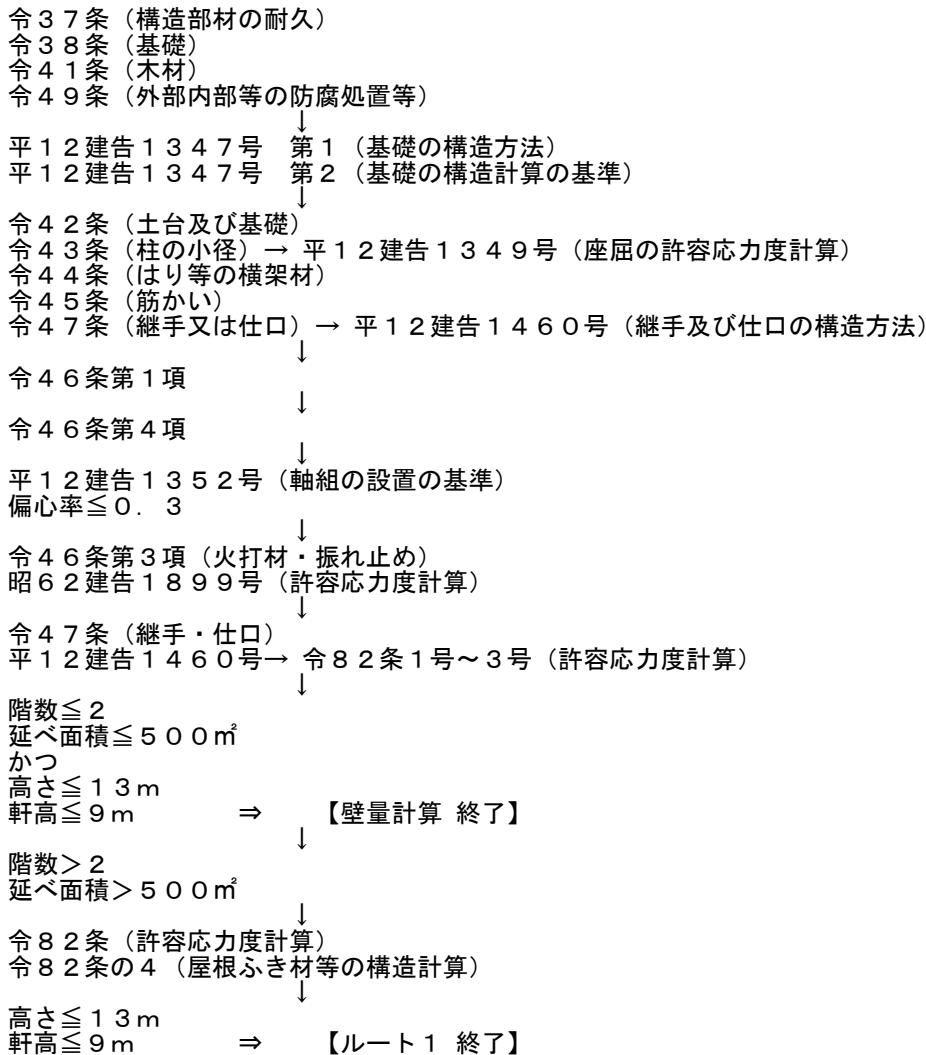 令３７条（構造部材の耐久）
令３８条（基礎）
令４１条（木材）
令４９条（外部内部等の防腐処置等）
↓
平１２建告１３４７号　第１（基礎の構造方法）
平１２建告１３４７号　第２（基礎の構造計算の基準）
↓
令４２条（土台及び基礎）
令４３条（柱の小径）→ 平１２建告１３４９号（座屈の許容応力度計算）
令４４条（はり等の横架材）
令４５条（筋かい）
令４７条（継手又は仕口）→ 平１２建告１４６０号（継手及び仕口の構造方法）
↓
令４６条第１項
↓
令４６条第４項
↓
平１２建告１３５２号（軸組の設置の基準）
偏心率≦０．３
↓
令４６条第３項（火打材・振れ止め）
昭６２建告１８９９号（許容応力度計算）
↓
令４７条（継手・仕口）
平１２建告１４６０号→ 令８２条１号～３号（許容応力度計算）
↓
階数≦２
延べ面積≦５００㎡
かつ
高さ≦１３ｍ
軒高≦９ｍ　　　　⇒　　【壁量計算 終了】
↓
階数＞２
延べ面積＞５００㎡
↓
令８２条（許容応力度計算）
令８２条の４（屋根ふき材等の構造計算）
↓
高さ≦１３ｍ
軒高≦９ｍ　　　　⇒　　【ルート１ 終了】